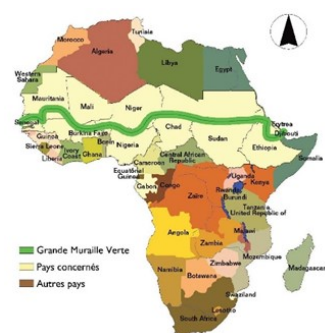 Tunisia
Morocco
Algeria
Libya
Egypt
Western
Sahara
Mauritania
Mali
Niger
Chad
Sudan
Eritrea
Djibouti
Senegal
Guinea
Sierra Leone
Liberia
Ivory
Coast
Burkina Faso
Ghana
Benin
Nigeria
Cameroon
Central African
Republic
Ethiopia
Somalia
Equatorial
Guinea
Gabon
Congo
Zaire
Uganda
Kenya
Rwanda
Burundi
Tanzania
United Republic of
Angola
Zambia
Malawi
Mozambique
Zimbabwe
Namibia
Botswana
Madagascar
Swaziland
Lesotho
South Africa
Grande Muraille Verte
Pays concernés
Autres pays